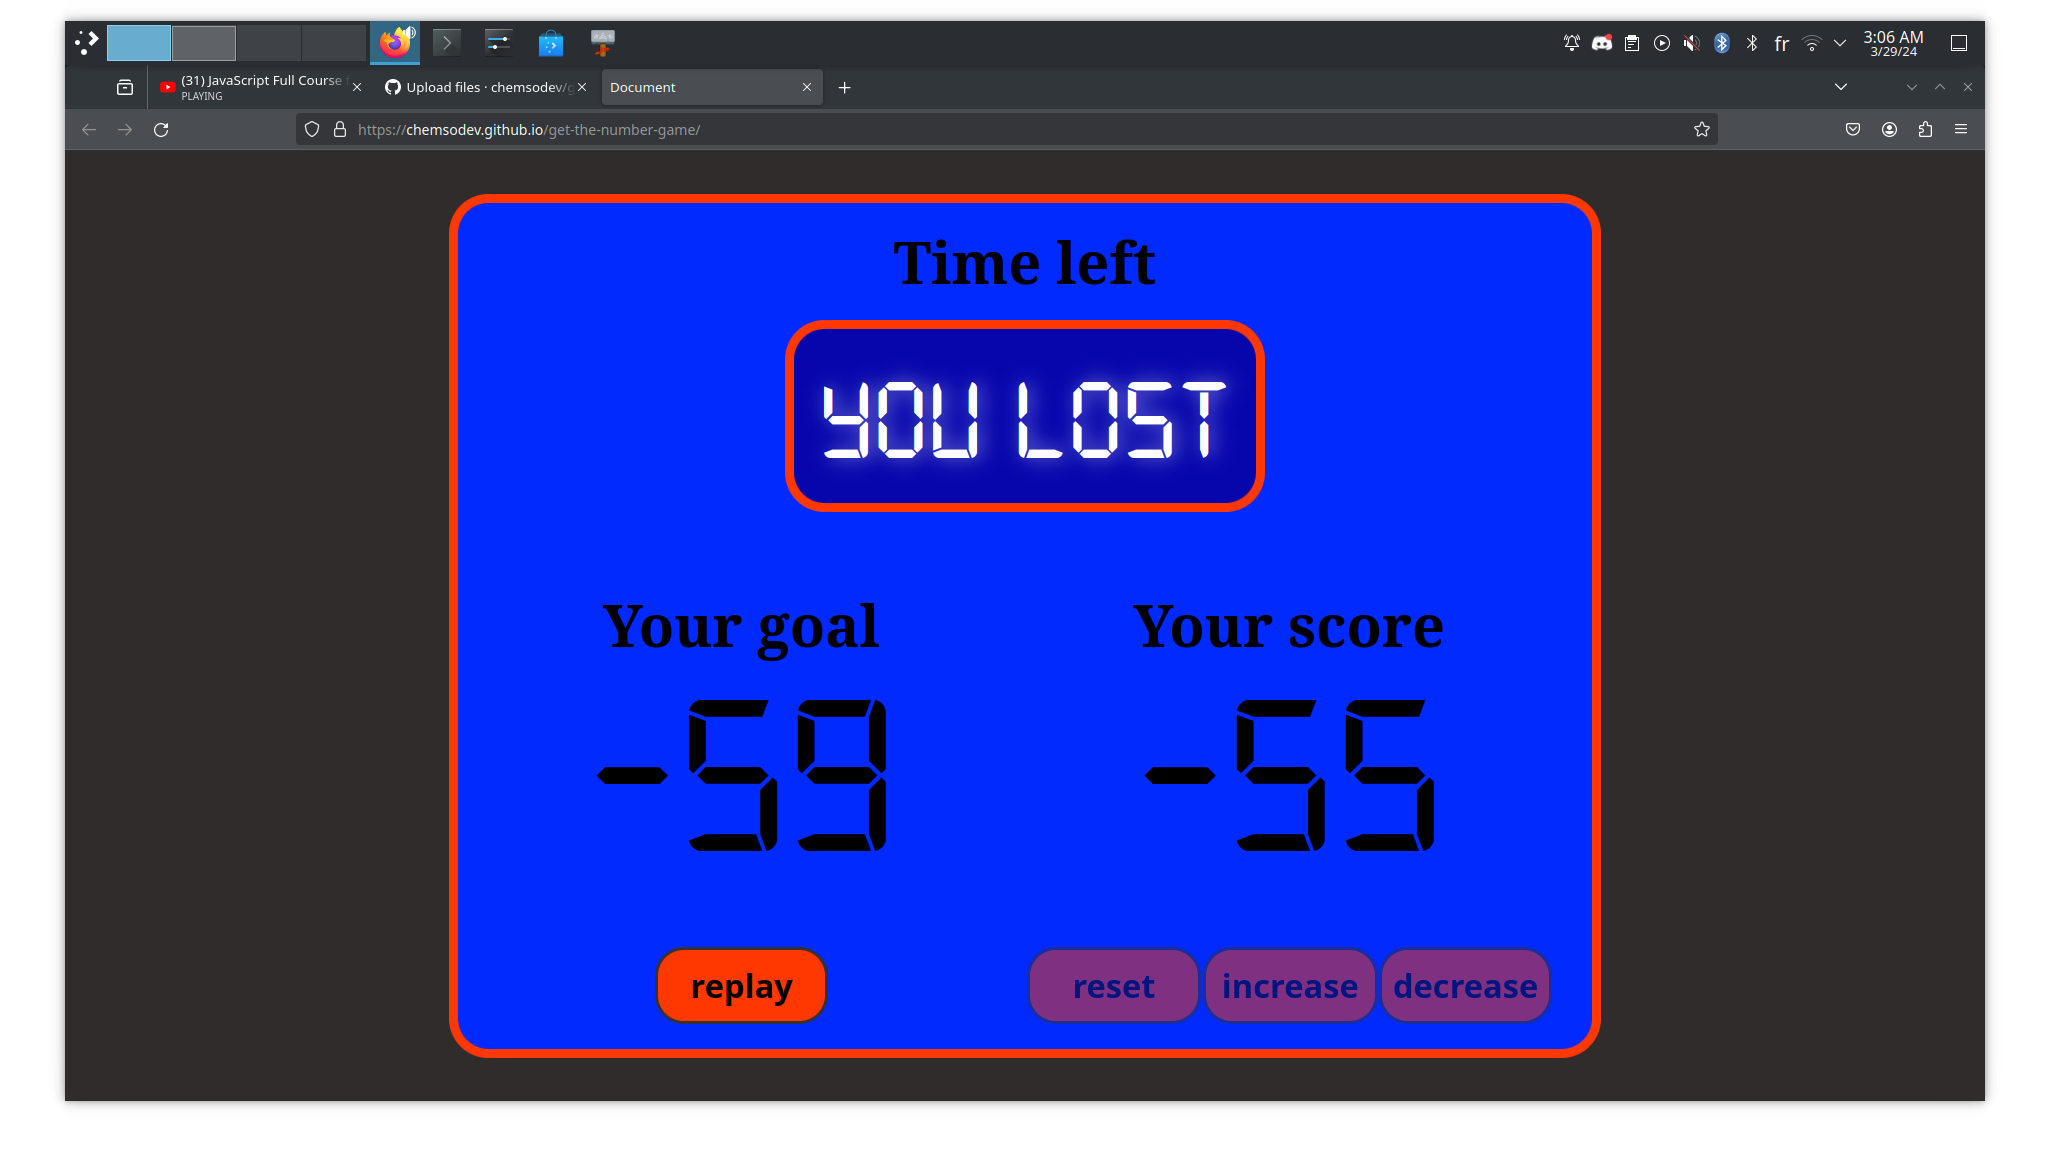 fr
3:06 AM
3/29/24
(31) JavaScript Full Course
PLAYING
Upload files · chemsodev/g
Document
https://chemsodev.github.io/get-the-number-game/
Time left
YOU LOST
Your goal
Your score
-59
-55
replay
reset
increase
decrease